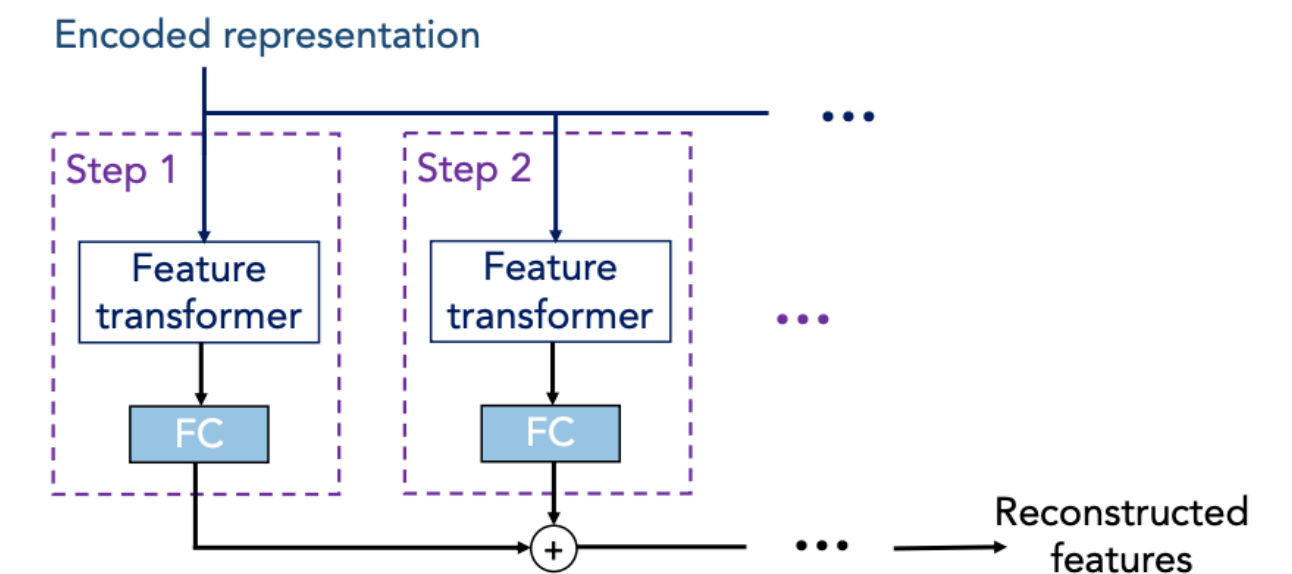 Encoded representation
...
Step 1
Step 2
Feature
transformer
Feature
transformer
...
FC
FC
+
...
Reconstructed
features